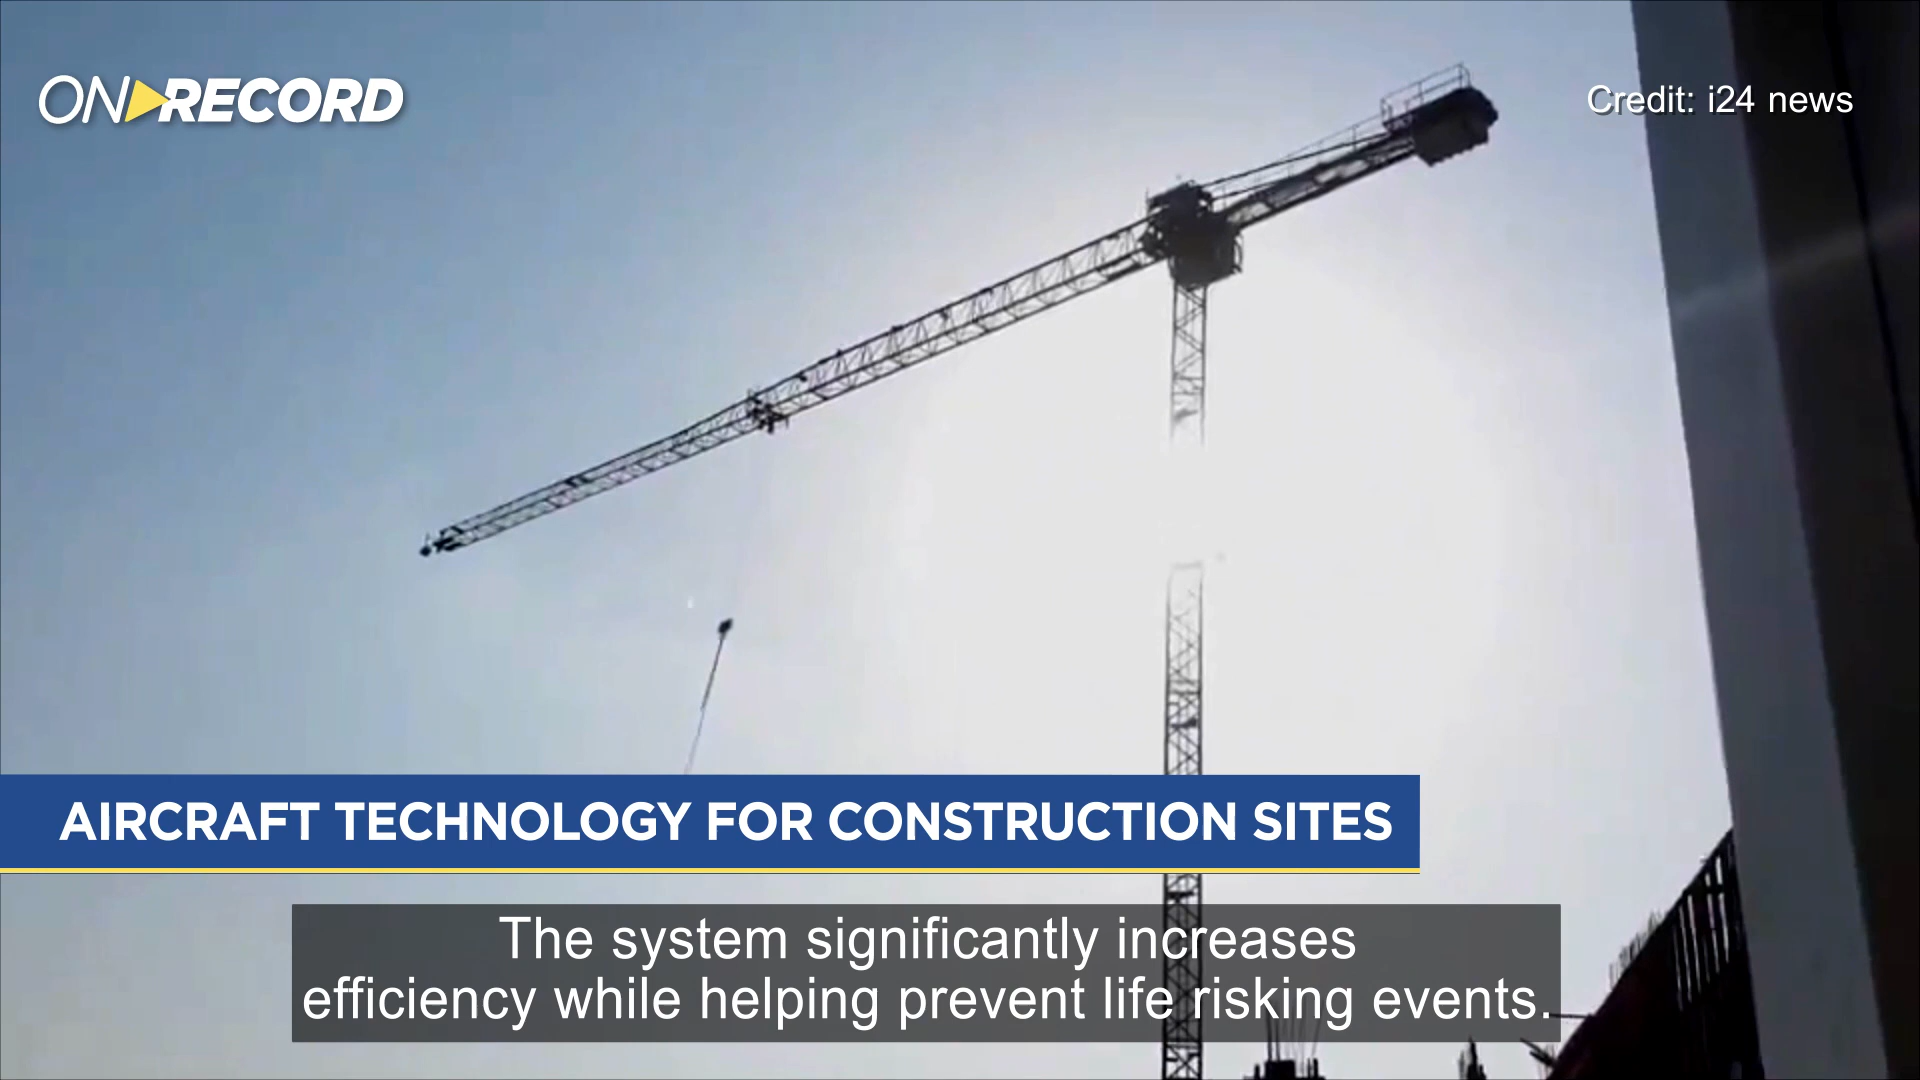 ON RECORD
Credit: i24 news
AIRCRAFT TECHNOLOGY FOR CONSTRUCTION SITES
The system significantly increases
efficiency while helping prevent life risking events.